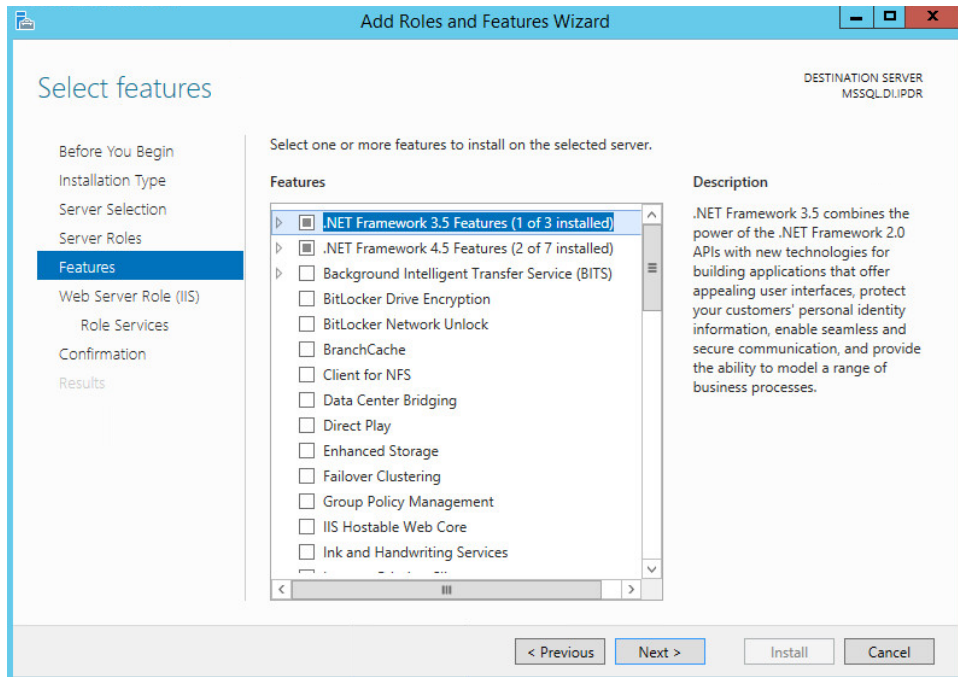 Add Roles and Features Wizard
Select features
DESTINATION SERVER
MSSQL.DI.IPDR
Before You Begin
Installation Type
Server Selection
Server Roles
Features
Web Server Role (IIS)
Role Services
Confirmation
Results
Select one or more features to install on the selected server.
Features
.NET Framework 3.5 Features (1 of 3 installed)
.NET Framework 4.5 Features (2 of 7 installed)
Background Intelligent Transfer Service (BITS)
BitLocker Drive Encryption
BitLocker Network Unlock
BranchCache
Client for NFS
Data Center Bridging
Direct Play
Enhanced Storage
Failover Clustering
Group Policy Management
IIS Hostable Web Core
Ink and Handwriting Services
Description
.NET Framework 3.5 combines the
power of the .NET Framework 2.0
APIs with new technologies for
building applications that offer
appealing user interfaces, protect
your customers' personal identity
information, enable seamless and
secure communication, and provide
the ability to model a range of
business processes.
< Previous
Next >
Install
Cancel